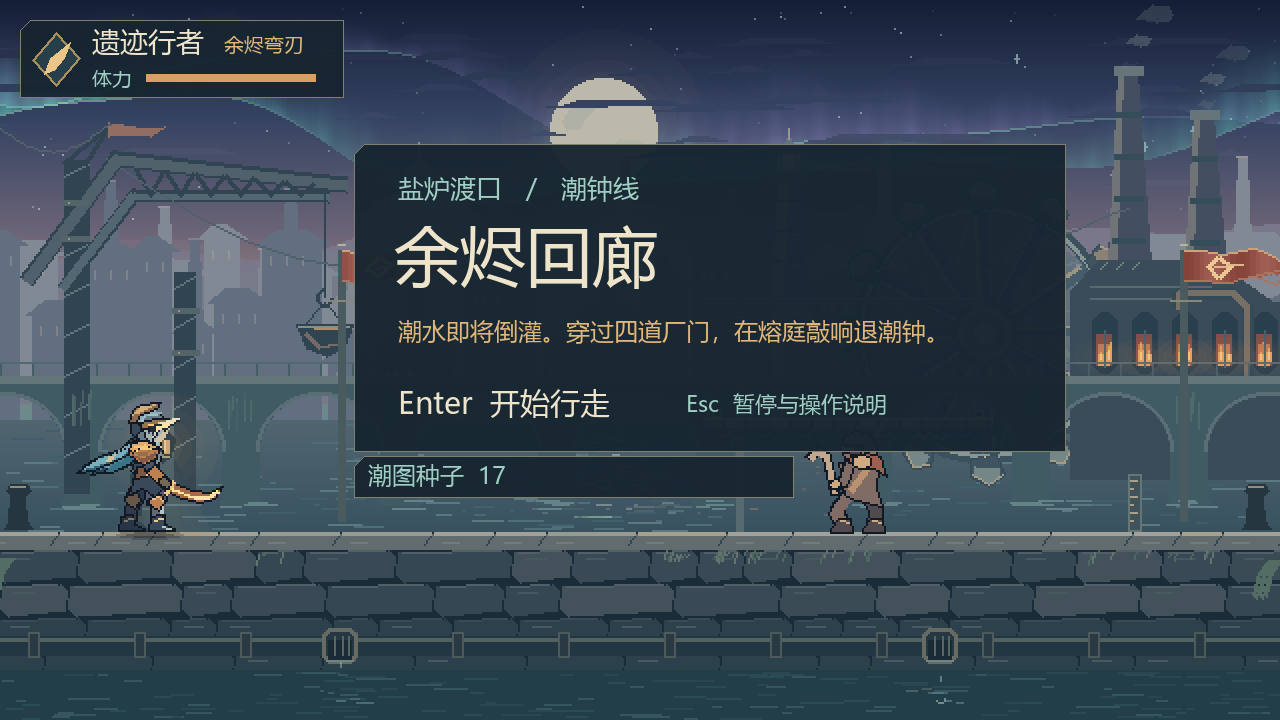 遗迹行者 余烬弯刃
体力
盐炉渡口 / 潮钟线
余烬回廊
潮水即将倒灌。穿过四道厂门，在熔庭敲响退潮钟。
Enter 开始行走 Esc 暂停与操作说明
潮图种子 17